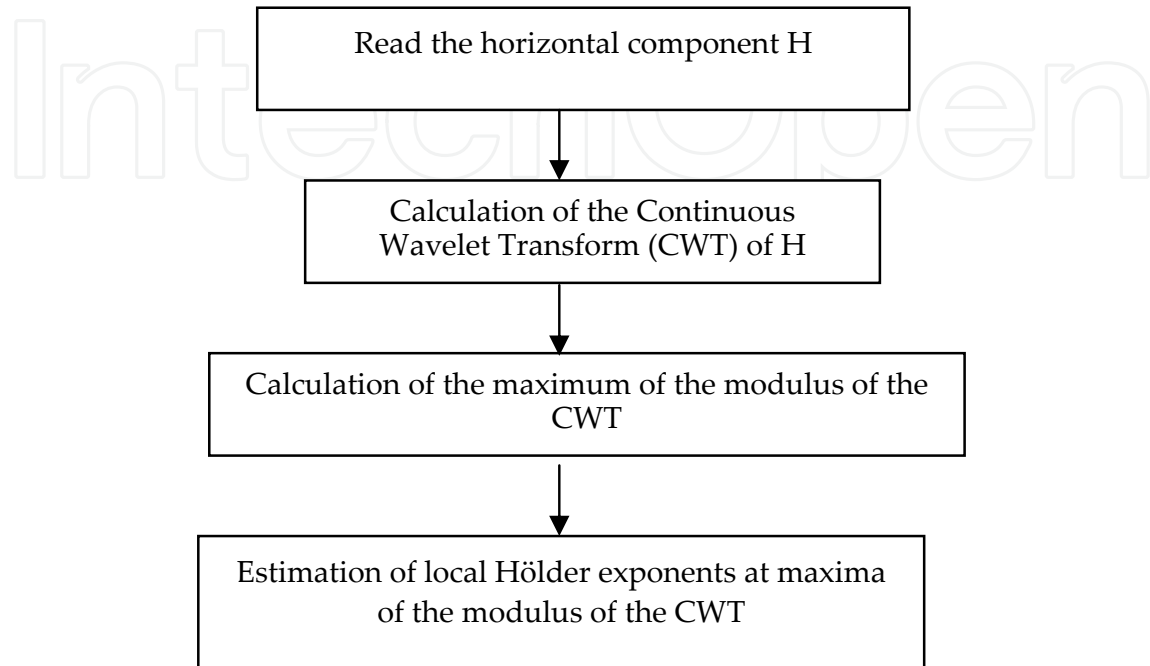 IntechOpen
Read the horizontal component H
Calculation of the Continuous
Wavelet Transform (CWT) of H
Calculation of the maximum of the modulus of the
CWT
Estimation of local Hölder exponents at maxima
of the modulus of the CWT